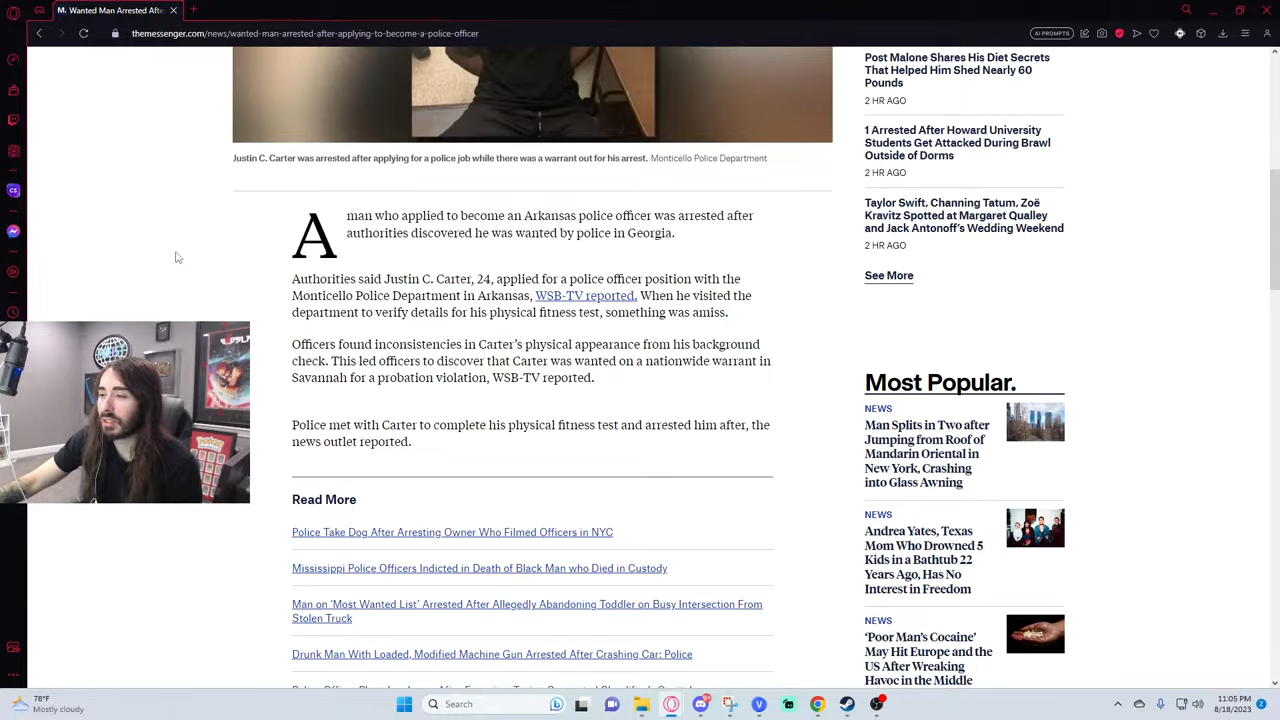 M. Wanted Man Arrested After
themessenger.com/news/wanted-man-arrested-after-applying-to-become-a-police-officer
AI PROMPTS
Justin C. Carter was arrested after applying for a police job while there was a warrant out for his arrest. Monticello Police Department
A man who applied to become an Arkansas police officer was arrested after
authorities discovered he was wanted by police in Georgia.
Authorities said Justin C. Carter, 24, applied for a police officer position with the
Monticello Police Department in Arkansas, WSB-TV reported. When he visited the
department to verify details for his physical fitness test, something was amiss.
Officers found inconsistencies in Carter’s physical appearance from his background
check. This led officers to discover that Carter was wanted on a nationwide warrant in
Savannah for a probation violation, WSB-TV reported.
Police met with Carter to complete his physical fitness test and arrested him after, the
news outlet reported.
Read More
Police Take Dog After Arresting Owner Who Filmed Officers in NYC
Mississippi Police Officers Indicted in Death of Black Man who Died in Custody
Man on ‘Most Wanted List’ Arrested After Allegedly Abandoning Toddler on Busy Intersection From
Stolen Truck
Drunk Man With Loaded, Modified Machine Gun Arrested After Crashing Car: Police
Post Malone Shares His Diet Secrets
That Helped Him Shed Nearly 60
Pounds
2 HR AGO
1 Arrested After Howard University
Students Get Attacked During Brawl
Outside of Dorms
2 HR AGO
Taylor Swift, Channing Tatum, Zoë
Kravitz Spotted at Margaret Qualley
and Jack Antonoff’s Wedding Weekend
2 HR AGO
See More
Most Popular.
NEWS
Man Splits in Two after
Jumping from Roof of
Mandarin Oriental in
New York, Crashing
into Glass Awning
NEWS
Andrea Yates, Texas
Mom Who Drowned 5
Kids in a Bathtub 22
Years Ago, Has No
Interest in Freedom
NEWS
‘Poor Man’s Cocaine’
May Hit Europe and the
US After Wreaking
Havoc in the Middle
78°F
Mostly cloudy
Search
11:05 PM
8/18/2023